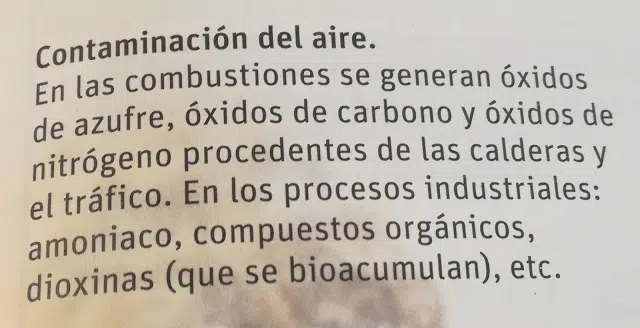 Contaminación del aire.
En las combustiones se generan óxidos
de azufre, óxidos de carbono y óxidos de
nitrógeno procedentes de las calderas y
el tráfico. En los procesos industriales:
amoniaco, compuestos orgánicos,
dioxinas (que se bioacumulan), etc.